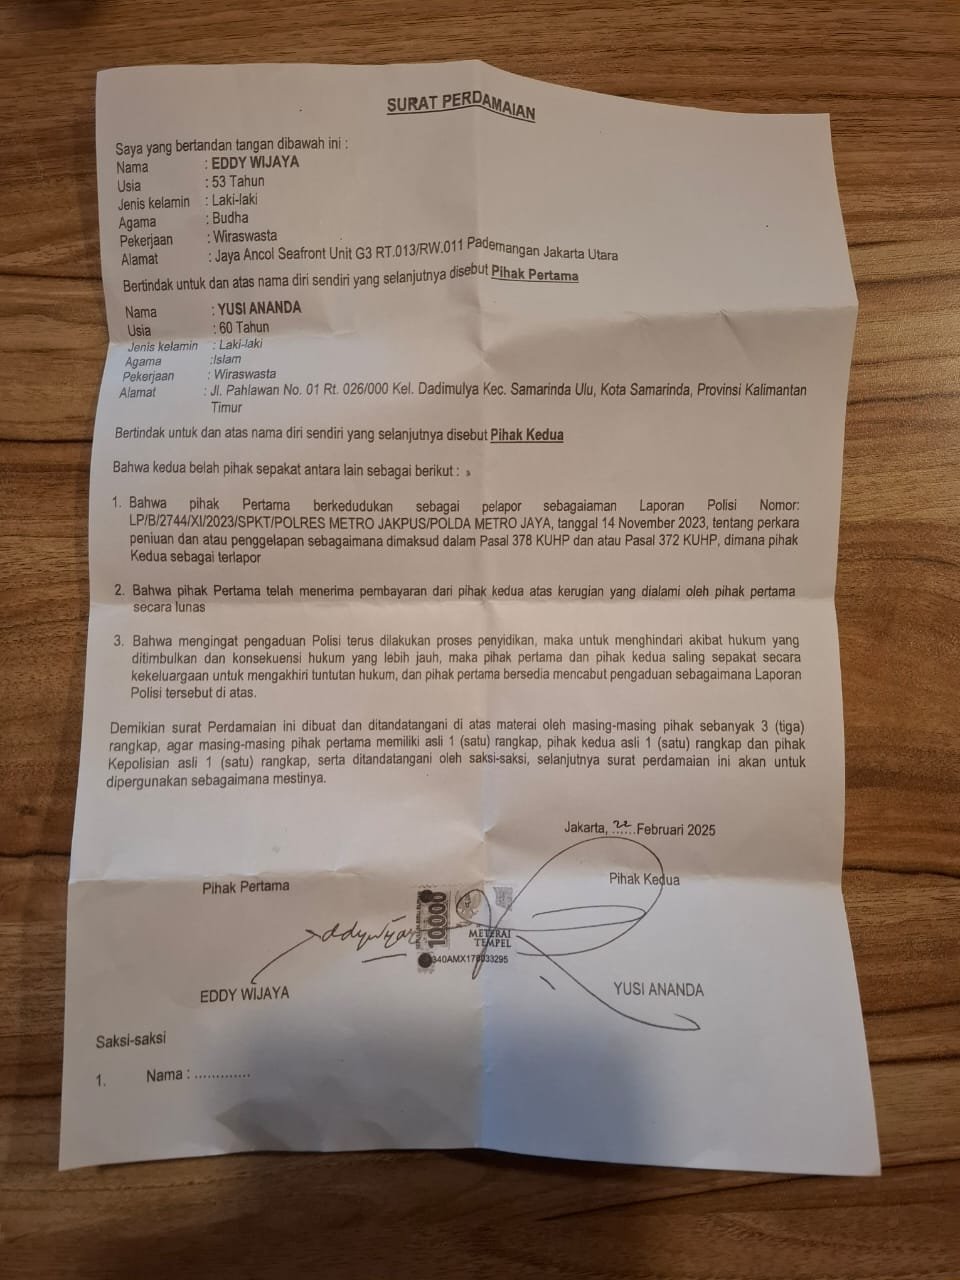 SURAT PERDAMAIAN
Saya yang bertandan tangan dibawah ini :
Nama : EDDY WIJAYA
Usia : 53 Tahun
Jenis kelamin : Laki-laki
Agama : Budha
Pekerjaan : Wiraswasta
Alamat : Jaya Ancol Seafront Unit G3 RT.013/RW.011 Pademangan Jakarta Utara
Bertindak untuk dan atas nama diri sendiri yang selanjutnya disebut Pihak Pertama
Nama : YUSI ANANDA
Usia : 60 Tahun
Jenis kelamin : Laki-laki
Agama :Islam
Pekerjaan : Wiraswasta
Alamat : Jl. Pahlawan No. 01 Rt. 026/000 Kel. Dadimulya Kec. Samarinda Ulu, Kota Samarinda, Provinsi Kalimantan
Timur
Bertindak untuk dan atas nama diri sendiri yang selanjutnya disebut Pihak Kedua
Bahwa kedua belah pihak sepakat antara lain sebagai berikut :
1. Bahwa pihak Pertama berkedudukan sebagai pelapor sebagaiaman Laporan Polisi Nomor:
LP/B/2744/XI/2023/SPKT/POLRES METRO JAKPUS/POLDA METRO JAYA, tanggal 14 November 2023, tentang perkara
peniuan dan atau penggelapan sebagaimana dimaksud dalam Pasal 378 KUHP dan atau Pasal 372 KUHP, dimana pihak
Kedua sebagai terlapor
2. Bahwa pihak Pertama telah menerima pembayaran dari pihak kedua atas kerugian yang dialami oleh pihak pertama
secara lunas
3. Bahwa mengingat pengaduan Polisi terus dilakukan proses penyidikan, maka untuk menghindari akibat hukum yang
ditimbulkan dan konsekuensi hukum yang lebih jauh, maka pihak pertama dan pihak kedua saling sepakat secara
kekeluargaan untuk mengakhiri tuntutan hukum, dan pihak pertama bersedia mencabut pengaduan sebagaimana Laporan
Polisi tersebut di atas.
Demikian surat Perdamaian ini dibuat dan ditandatangani di atas materai oleh masing-masing pihak sebanyak 3 (tiga)
rangkap, agar masing-masing pihak pertama memiliki asli 1 (satu) rangkap, pihak kedua asli 1 (satu) rangkap dan pihak
Kepolisian asli 1 (satu) rangkap, serta ditandatangani oleh saksi-saksi, selanjutnya surat perdamaian ini akan untuk
dipergunakan sebagaimana mestinya.
Jakarta, 22 Februari 2025
Pihak Pertama Pihak Kedua
10000
METERAI
TEMPEL
EDDY WIJAYA YUSI ANANDA
Saksi-saksi
1. Nama : .............